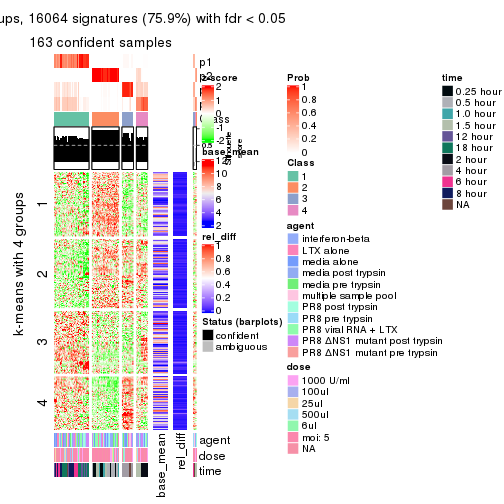 ups, 16064 signatures (75.9%) with fdr < 0.05
163 confident samples
p1
p2
Class
Silhouette score
k-means with 4 groups
1
2
3
4
agent
dose
time
base_mean
rel_diff
z-score
2
1
0
-1
-2
base_mean
12
10
8
6
4
2
rel_diff
1
0.8
0.6
0.4
0.2
0
Status (barplots)
confident
ambiguous
Prob
1
0.8
0.6
0.4
0.2
0
Class
1
2
3
4
agent
interferon-beta
LTX alone
media alone
media post trypsin
media pre trypsin
multiple sample pool
PR8 post trypsin
PR8 pre trypsin
PR8 viral RNA + LTX
PR8 ΔNS1 mutant post trypsin
PR8 ΔNS1 mutant pre trypsin
dose
1000 U/ml
100ul
25ul
500ul
6ul
moi: 5
NA
time
0.25 hour
0.5 hour
1.0 hour
1.5 hour
12 hour
18 hour
2 hour
4 hour
6 hour
8 hour
NA